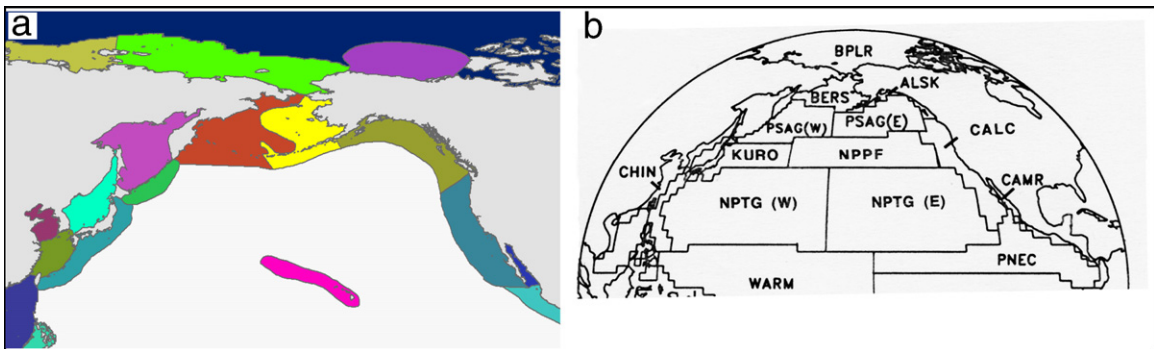 a
b
BPLR
ALSK
BERS
PSAG(W)
PSAG(E)
CALC
KURO
NPPF
CHIN
CAMR
NPTG (W)
NPTG (E)
PNEC
WARM